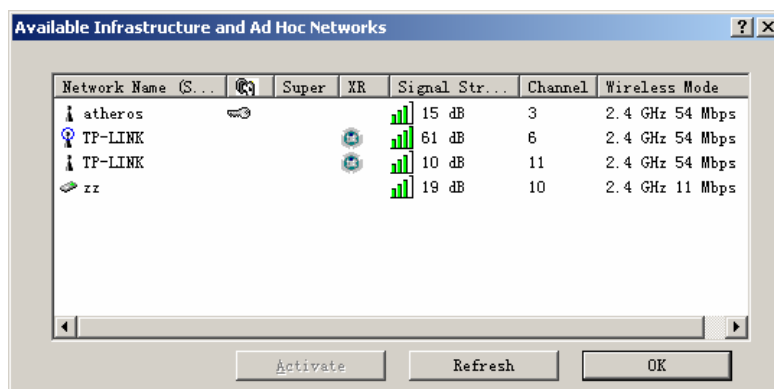 Available Infrastructure and Ad Hoc Networks
Network Name (S... Super XR Signal Str... Channel Wireless Mode
atheros 15 dB 3 2.4 GHz 54 Mbps
TP-LINK 61 dB 6 2.4 GHz 54 Mbps
TP-LINK 10 dB 11 2.4 GHz 54 Mbps
zz 19 dB 10 2.4 GHz 11 Mbps
Activate Refresh OK